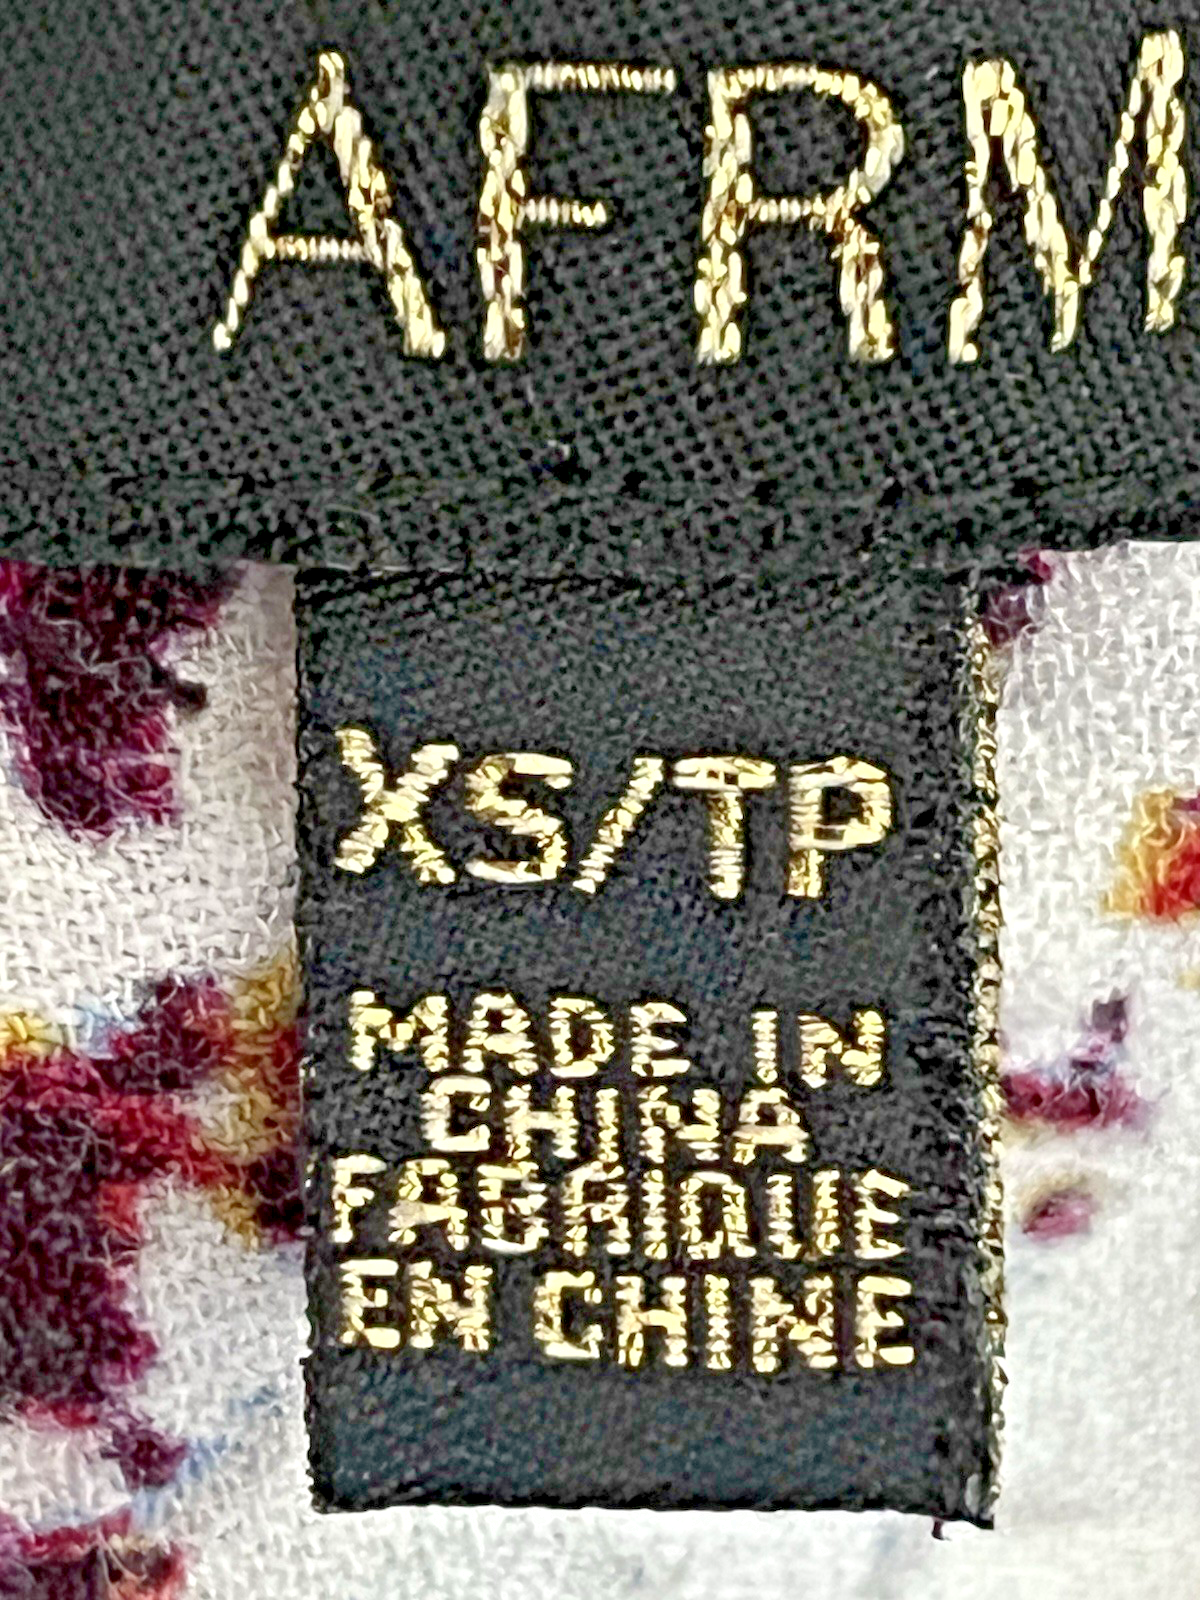 AFRM
XS/TP
MADE IN
CHINA
FABRIQUE
EN CHINE